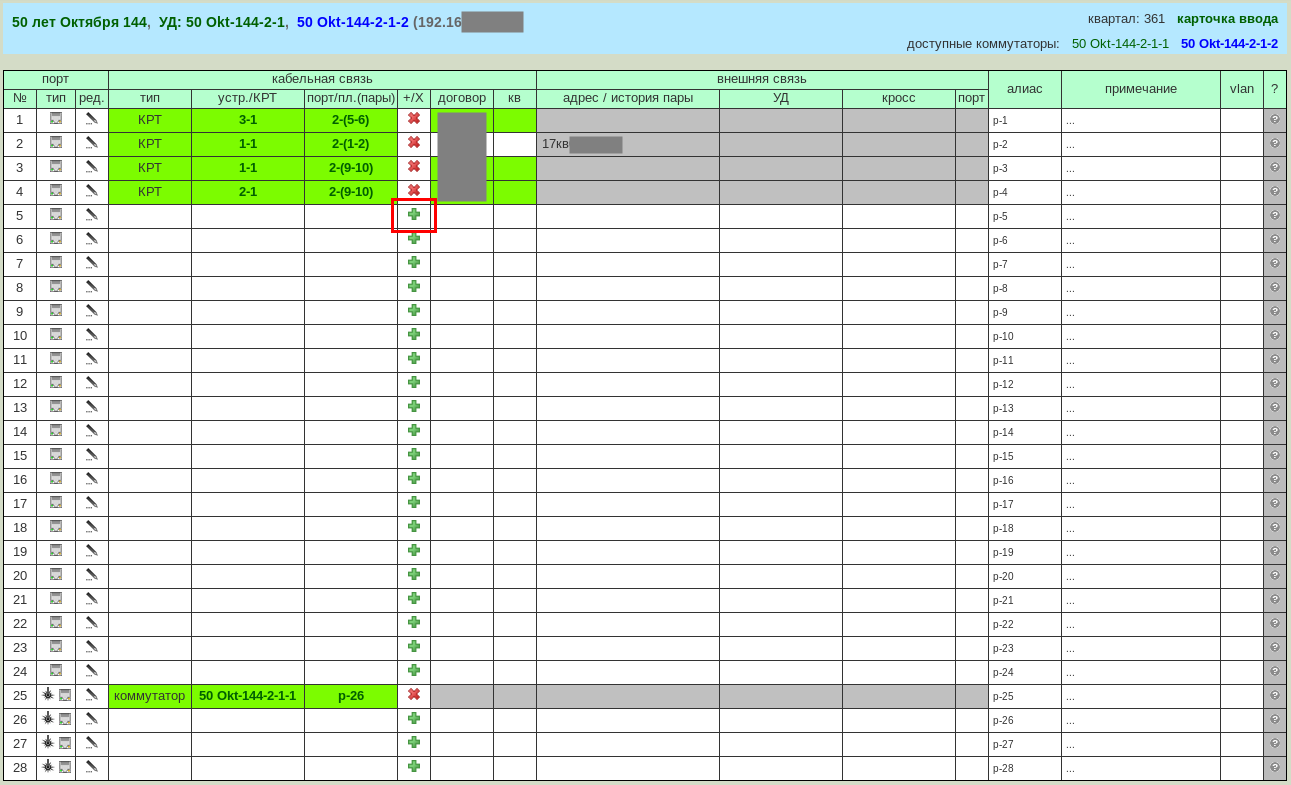 50 лет Октября 144, УД: 50 Okt-144-2-1, 50 Okt-144-2-1-2 (192.16
квартал: 361 карточка ввода
доступные коммутаторы: 50 Okt-144-2-1-1 50 Okt-144-2-1-2
порт кабельная связь внешняя связь алиас примечание vlan ?
№ тип ред. тип устр./КРТ порт/пл.(пары) +/X договор кв адрес / история пары УД кросс порт
1 КРТ 3-1 2-(5-6) p-1 ... ?
2 КРТ 1-1 2-(1-2) 17кв p-2 ... ?
3 КРТ 1-1 2-(9-10) p-3 ... ?
4 КРТ 2-1 2-(9-10) p-4 ... ?
5 p-5 ... ?
6 p-6 ... ?
7 p-7 ... ?
8 p-8 ... ?
9 p-9 ... ?
10 p-10 ... ?
11 p-11 ... ?
12 p-12 ... ?
13 p-13 ... ?
14 p-14 ... ?
15 p-15 ... ?
16 p-16 ... ?
17 p-17 ... ?
18 p-18 ... ?
19 p-19 ... ?
20 p-20 ... ?
21 p-21 ... ?
22 p-22 ... ?
23 p-23 ... ?
24 p-24 ... ?
25 коммутатор 50 Okt-144-2-1-1 p-26 p-25 ... ?
26 p-26 ... ?
27 p-27 ... ?
28 p-28 ... ?